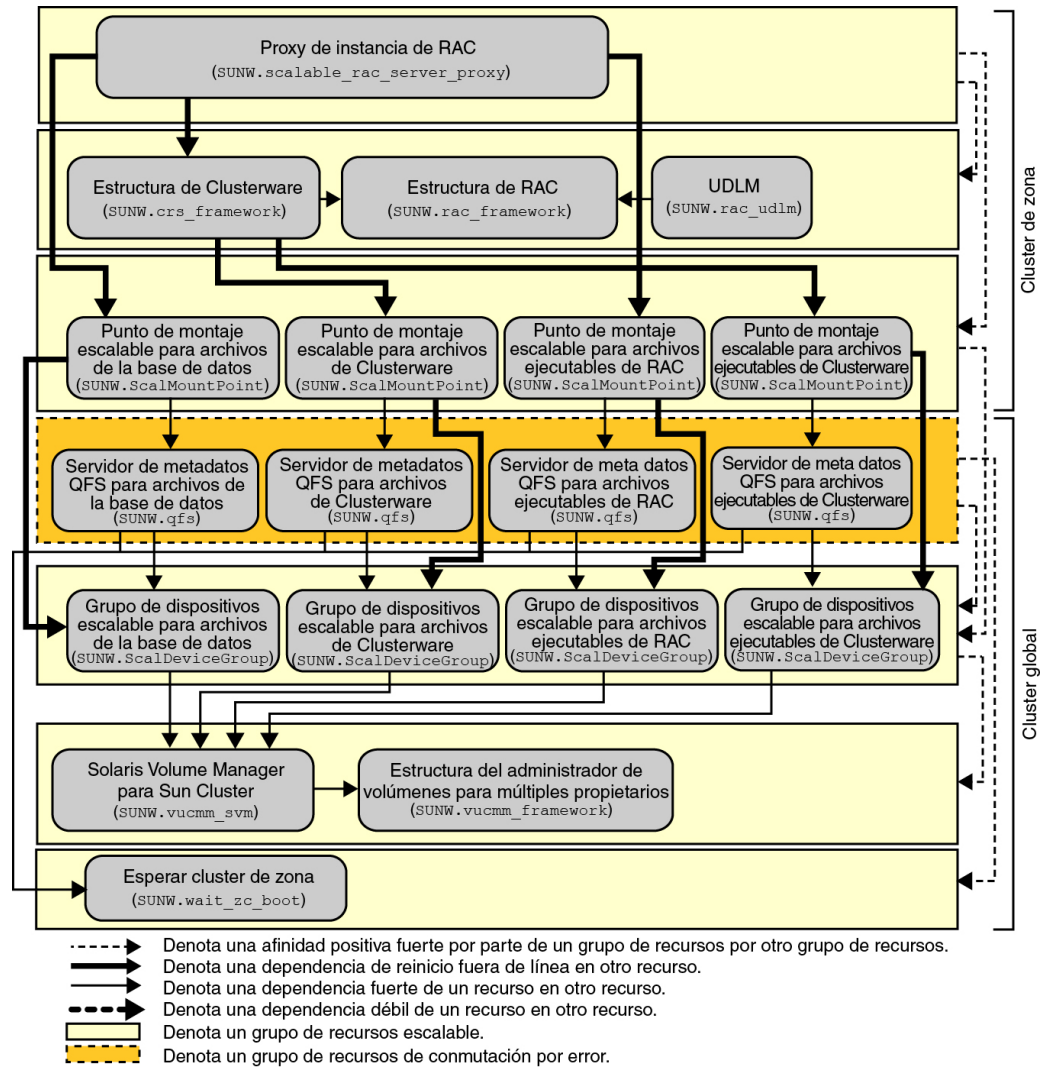 Proxy de instancia de RAC
(SUNW.scalable_rac_server_proxy)
Estructura de Clusterware
(SUNW.crs_framework)
Estructura de RAC
(SUNW.rac_framework)
UDLM
(SUNW.rac_udlm)
Cluster de zona
Punto de montaje
escalable para archivos
de la base de datos
(SUNW.ScalMountPoint)
Punto de montaje
escalable para archivos
de Clusterware
(SUNW.ScalMountPoint)
Punto de montaje
escalable para archivos
ejecutables de RAC
(SUNW.ScalMountPoint)
Punto de montaje
escalable para archivos
ejecutables de Clusterware
(SUNW.ScalMountPoint)
Servidor de metadatos
QFS para archivos de
la base de datos
(SUNW.qfs)
Servidor de metadatos
QFS para archivos
de Clusterware
(SUNW.qfs)
Servidor de meta datos
QFS para archivos
ejecutables de RAC
(SUNW.qfs)
Servidor de meta datos
QFS para archivos
ejecutables de Clusterware
(SUNW.qfs)
Grupo de dispositivos
escalable para archivos
de la base de datos
(SUNW.ScalDeviceGroup)
Grupo de dispositivos
escalable para archivos
de Clusterware
(SUNW.ScalDeviceGroup)
Grupo de dispositivos
escalable para archivos
ejecutables de RAC
(SUNW.ScalDeviceGroup)
Grupo de dispositivos
escalable para archivos
ejecutables de Clusterware
(SUNW.ScalDeviceGroup)
Cluster global
Solaris Volume Manager
para Sun Cluster
(SUNW.vucmm_svm)
Estructura del administrador de
volúmenes para múltiples propietarios
(SUNW.vucmm_framework)
Esperar cluster de zona
(SUNW.wait_zc_boot)
Denota una afinidad positiva fuerte por parte de un grupo de recursos por otro grupo de recursos.
Denota una dependencia de reinicio fuera de línea en otro recurso.
Denota una dependencia fuerte de un recurso en otro recurso.
Denota una dependencia débil de un recurso en otro recurso.
Denota un grupo de recursos escalable.
Denota un grupo de recursos de conmutación por error.